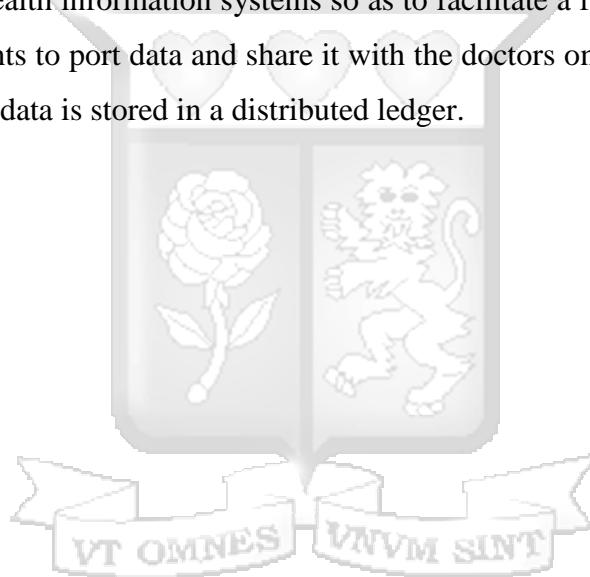 ealth information systems so as to facilitate a
nts to port data and share it with the doctors on
data is stored in a distributed ledger.
VT OMNES VNVM SINT